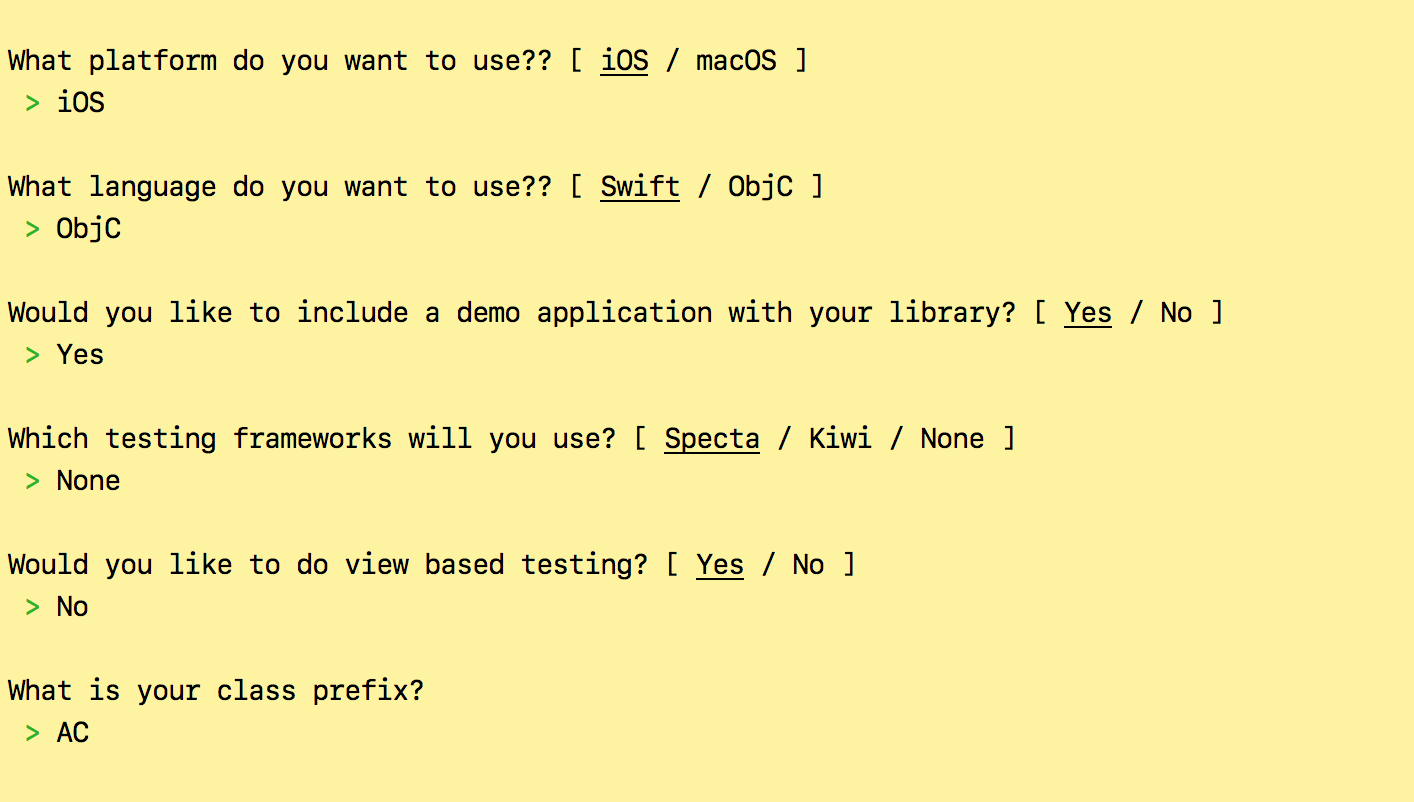 What platform do you want to use?? [ iOS / macOS ]
> iOS
What language do you want to use?? [ Swift / ObjC ]
> ObjC
Would you like to include a demo application with your library? [ Yes / No ]
> Yes
Which testing frameworks will you use? [ Specta / Kiwi / None ]
> None
Would you like to do view based testing? [ Yes / No ]
> No
What is your class prefix?
> AC